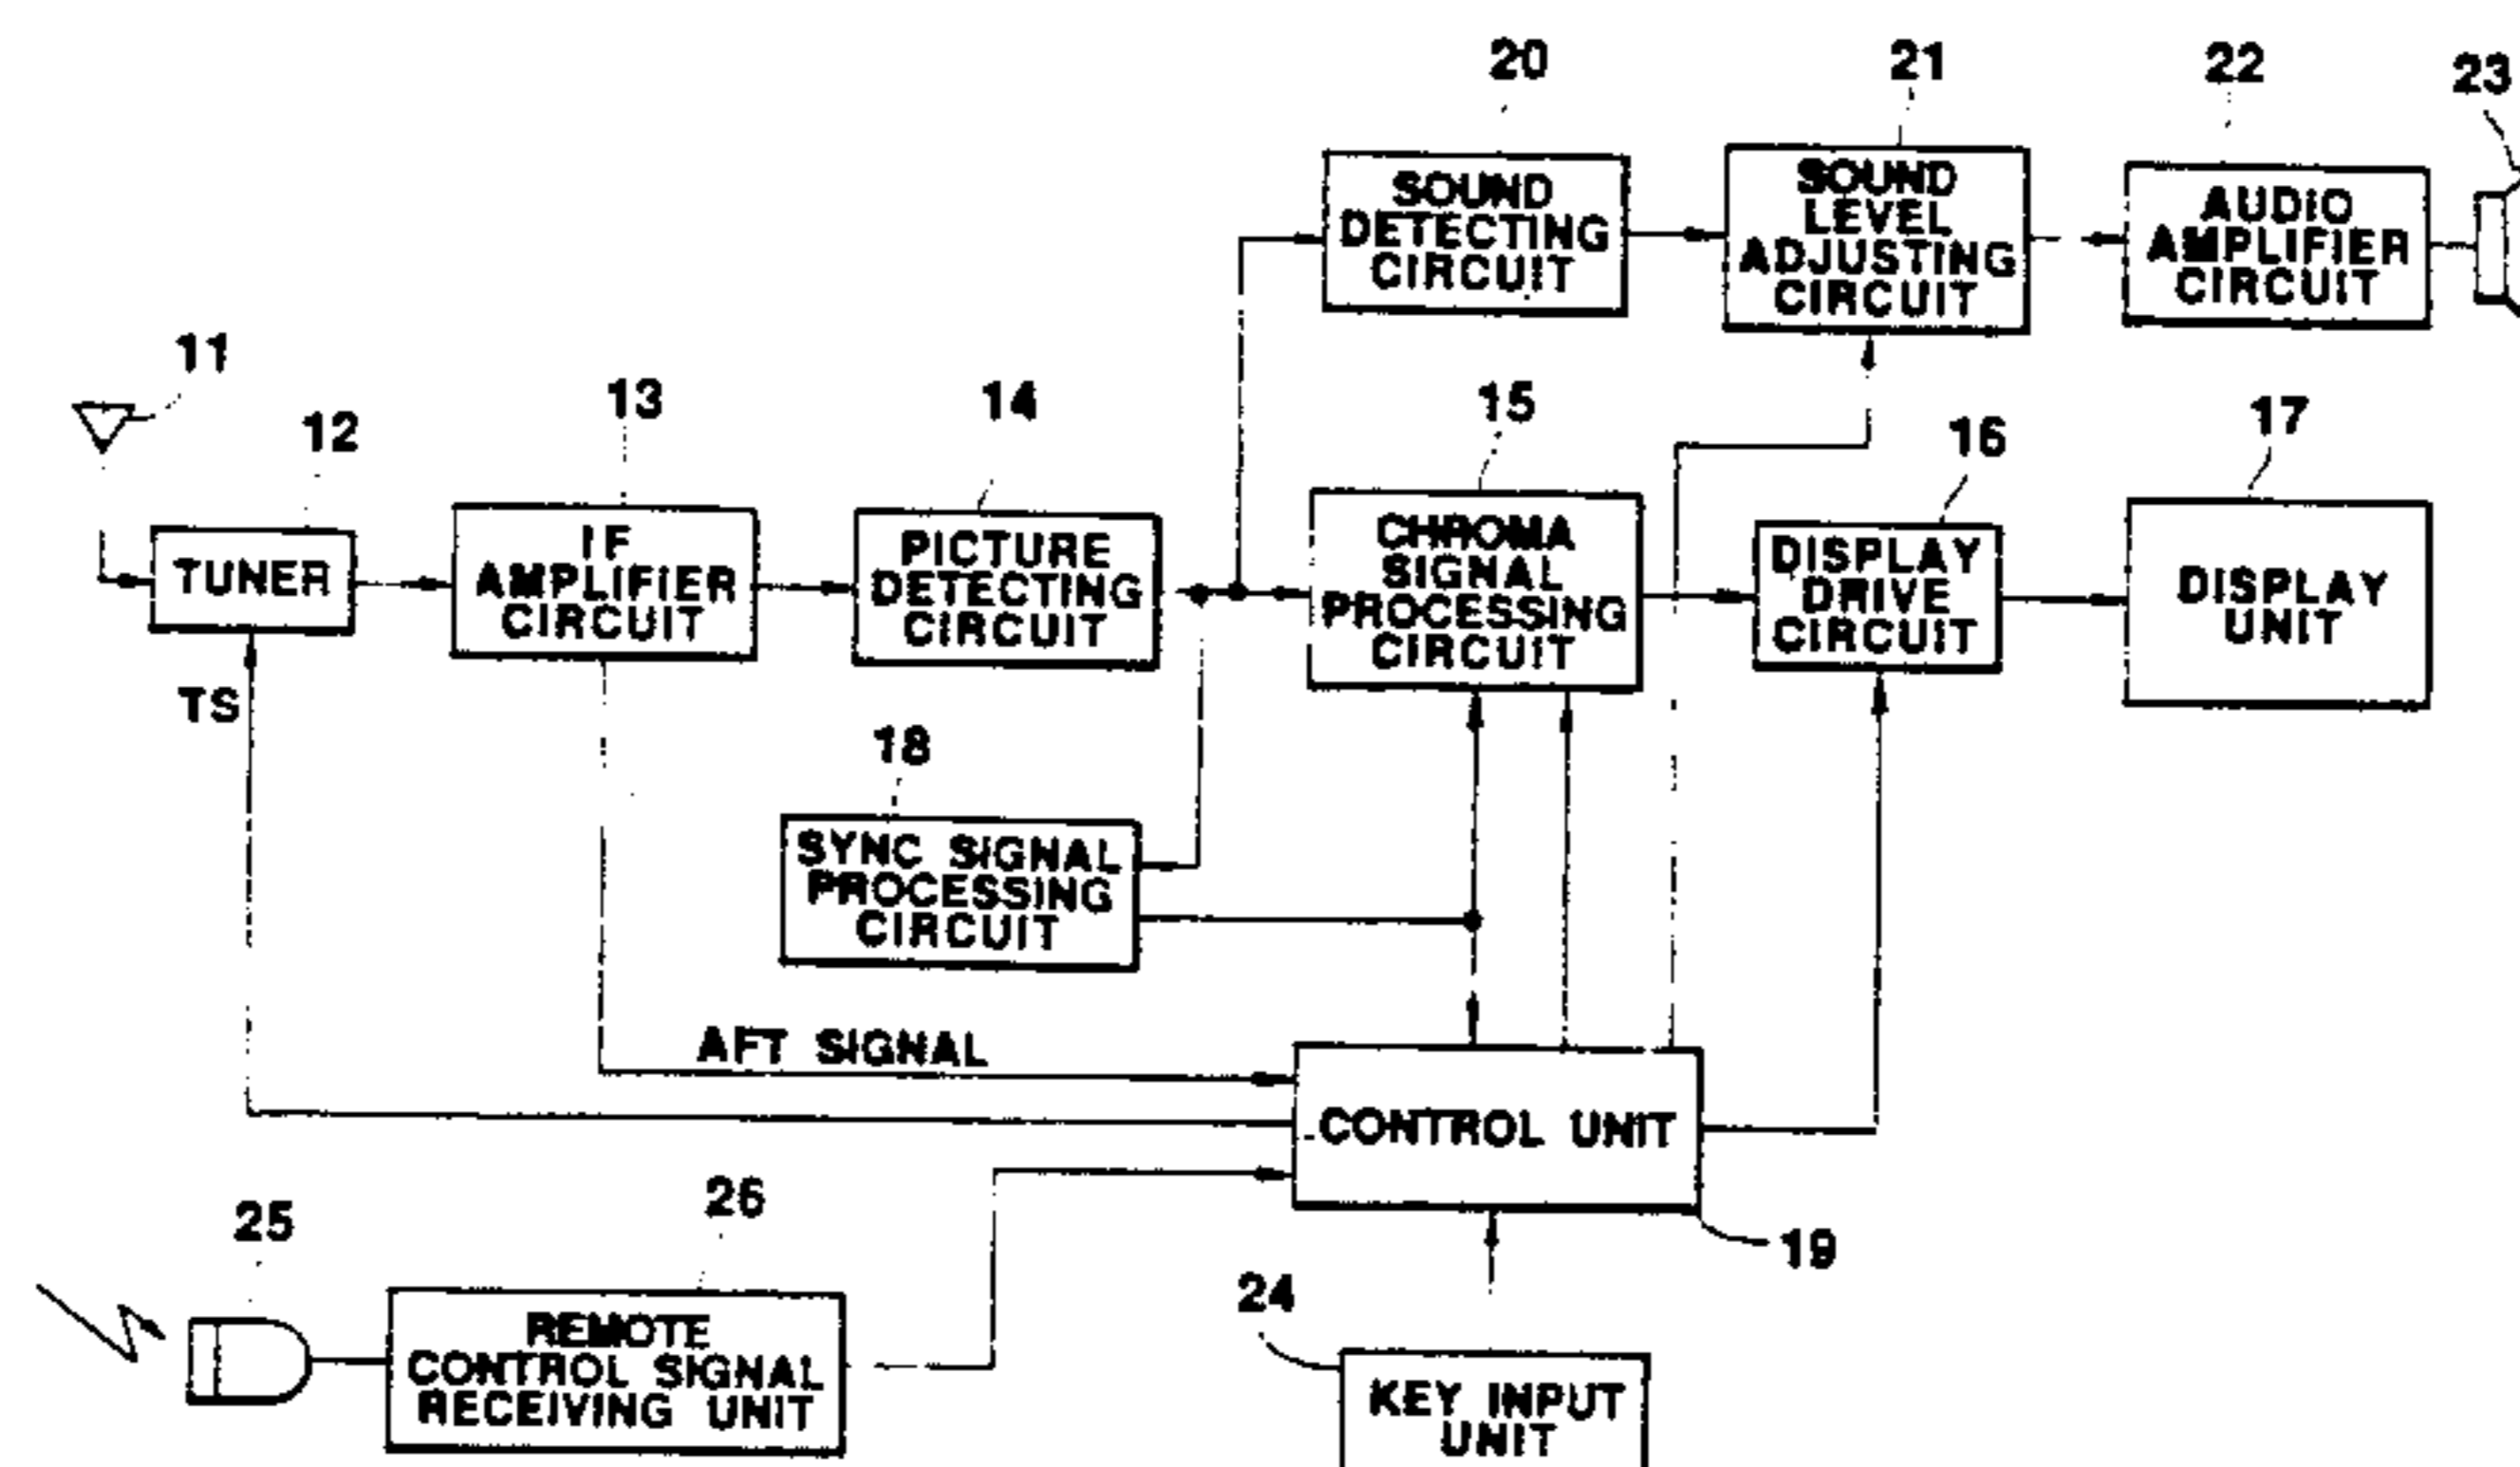 20
21
22
23
SOUND
DETECTING
CIRCUIT
SOUND
LEVEL
ADJUSTING
CIRCUIT
AUDIO
AMPLIFIER
CIRCUIT
11
12
13
14
15
16
17
TUNER
IF
AMPLIFIER
CIRCUIT
PICTURE
DETECTING
CIRCUIT
CHROMA
SIGNAL
PROCESSING
CIRCUIT
DISPLAY
DRIVE
CIRCUIT
DISPLAY
UNIT
TS
18
SYNC SIGNAL
PROCESSING
CIRCUIT
AFT SIGNAL
CONTROL UNIT
19
25
26
REMOTE
CONTROL SIGNAL
RECEIVING UNIT
24
KEY INPUT
UNIT